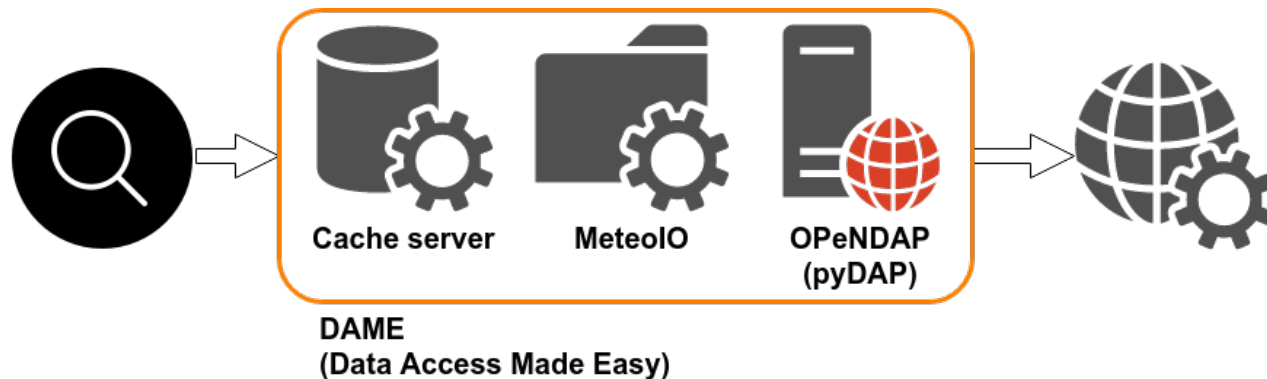 Cache server
MeteoIO
OPeNDAP
(pyDAP)
DAME
(Data Access Made Easy)